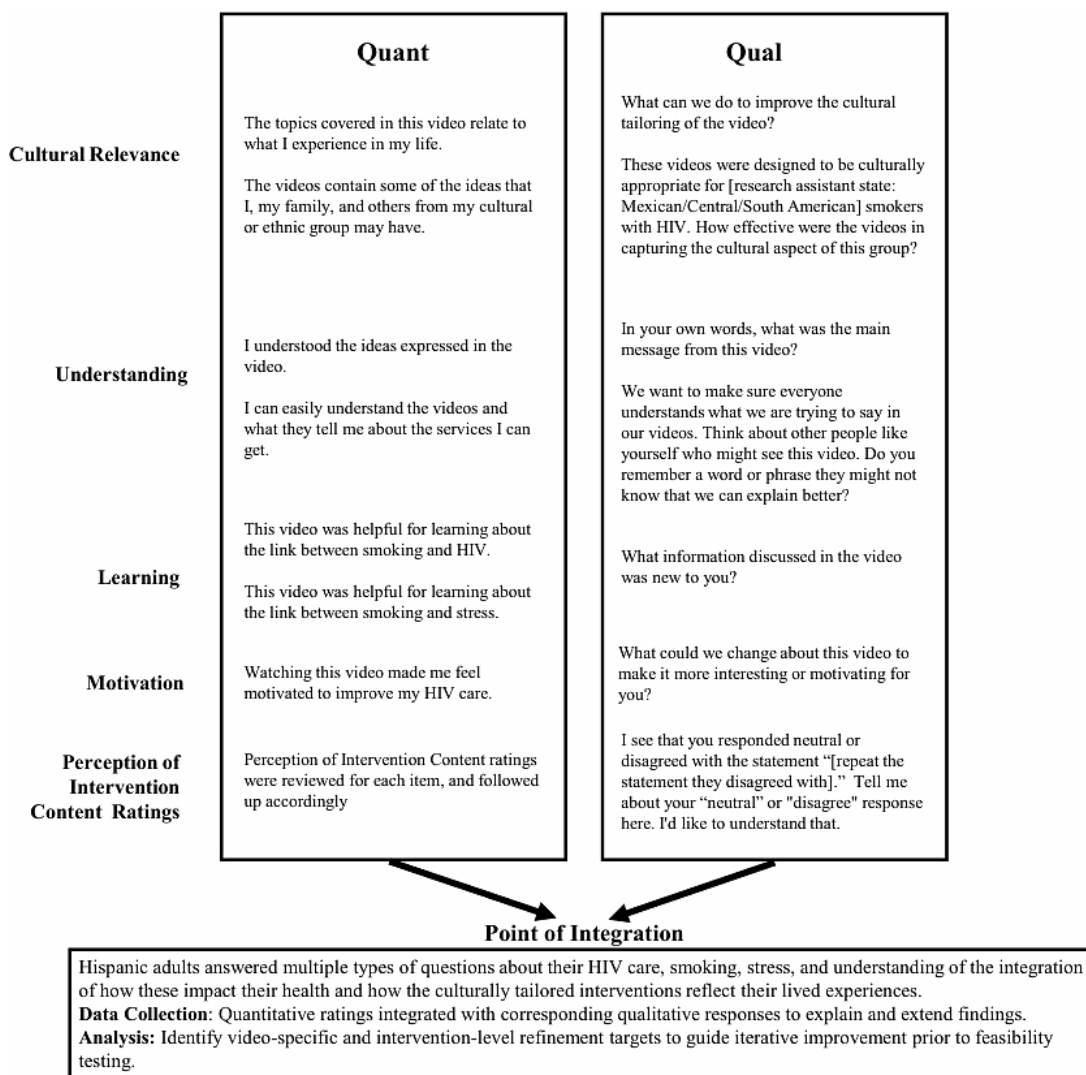 Quant
Qual
Cultural Relevance
The topics covered in this video relate to
what I experience in my life.
The videos contain some of the ideas that
I, my family, and others from my cultural
or ethnic group may have.
What can we do to improve the cultural
tailoring of the video?
These videos were designed to be culturally
appropriate for [research assistant state:
Mexican/Central/South American] smokers
with HIV. How effective were the videos in
capturing the cultural aspect of this group?
Understanding
I understood the ideas expressed in the
video.
I can easily understand the videos and
what they tell me about the services I can
get.
In your own words, what was the main
message from this video?
We want to make sure everyone
understands what we are trying to say in
our videos. Think about other people like
yourself who might see this video. Do you
remember a word or phrase they might not
know that we can explain better?
Learning
This video was helpful for learning about
the link between smoking and HIV.
This video was helpful for learning about
the link between smoking and stress.
What information discussed in the video
was new to you?
Motivation
Watching this video made me feel
motivated to improve my HIV care.
What could we change about this video to
make it more interesting or motivating for
you?
Perception of
Intervention
Content Ratings
Perception of Intervention Content ratings
were reviewed for each item, and followed
up accordingly
I see that you responded neutral or
disagreed with the statement “[repeat the
statement they disagreed with].” Tell me
about your “neutral” or "disagree" response
here. I'd like to understand that.
Point of Integration
Hispanic adults answered multiple types of questions about their HIV care, smoking, stress, and understanding of the integration
of how these impact their health and how the culturally tailored interventions reflect their lived experiences.
Data Collection: Quantitative ratings integrated with corresponding qualitative responses to explain and extend findings.
Analysis: Identify video-specific and intervention-level refinement targets to guide iterative improvement prior to feasibility
testing.